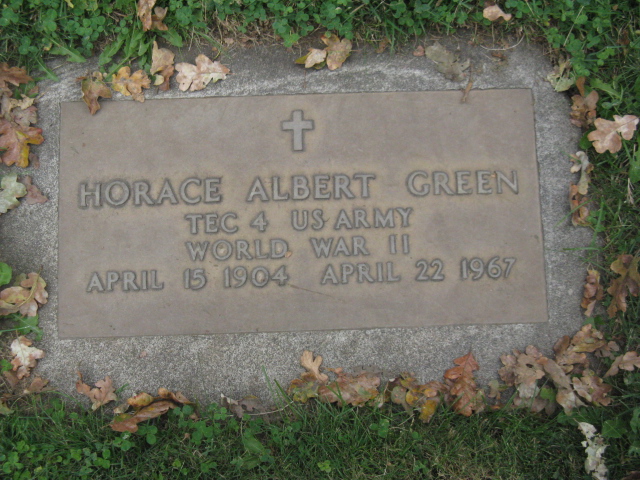 HORACE ALBERT GREEN
TEC 4 US ARMY
WORLD WAR II
APRIL 15 1904 APRIL 22 1967